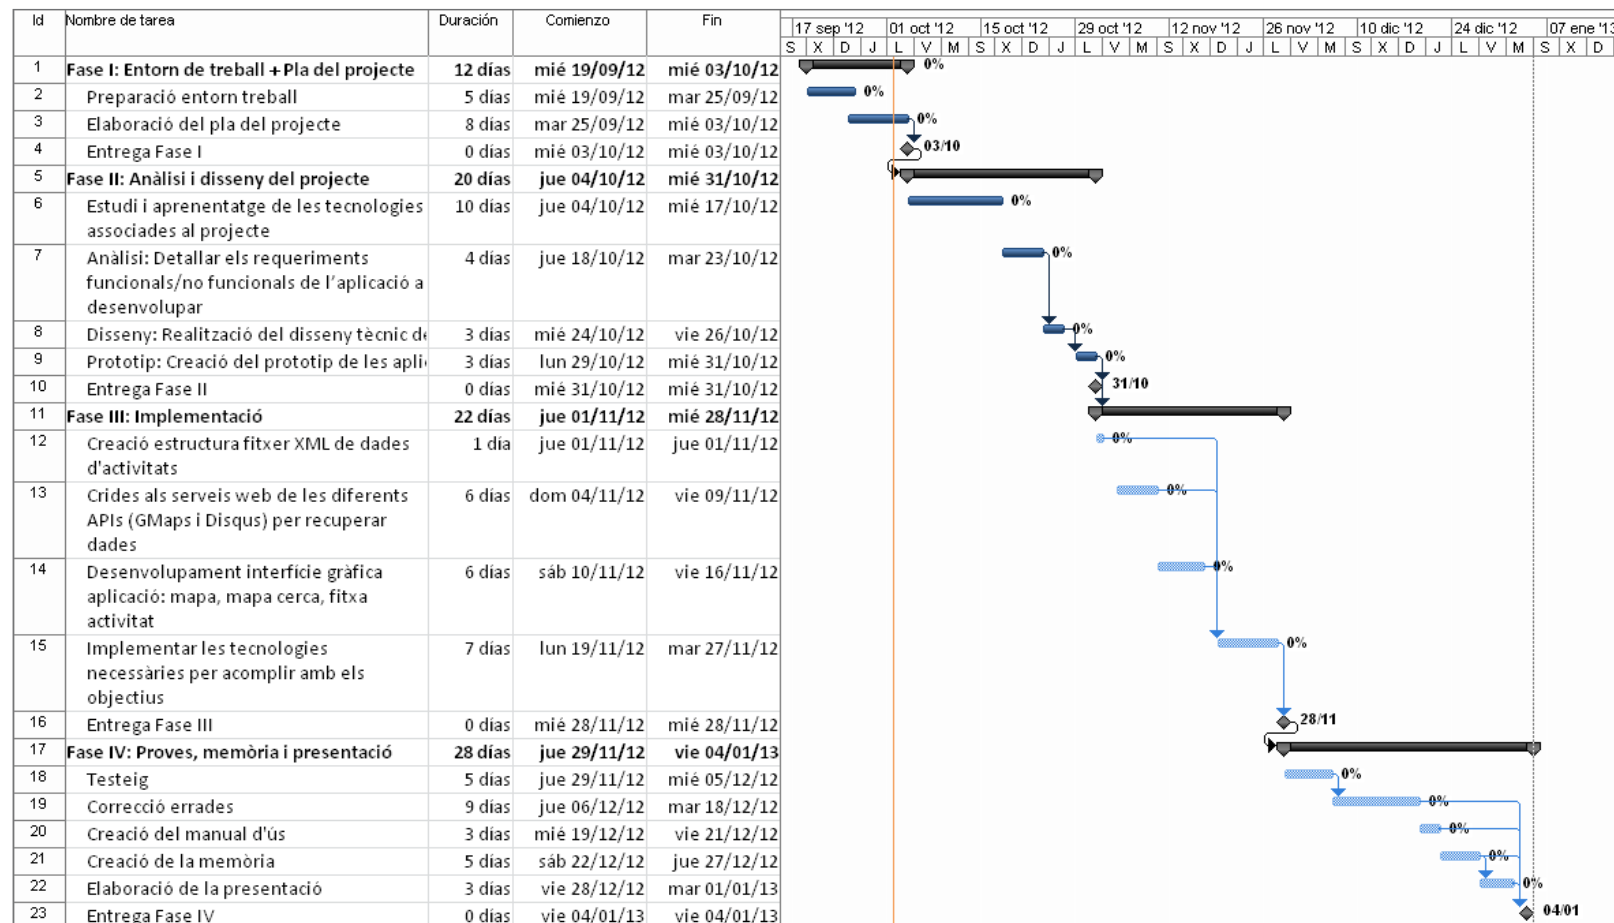 Id Nombre de tarea Duración Comienzo Fin
17 sep '12 01 oct '12 15 oct '12 29 oct '12 12 nov '12 26 nov '12 10 dic '12 24 dic '12 07 ene '13
S X D J L V M S X D J L V M S X D J L V M S X D J L V M S X D
1 Fase I: Entorn de treball + Pla del projecte 12 días mié 19/09/12 mié 03/10/12 0%
2 Preparació entorn treball 5 días mié 19/09/12 mar 25/09/12 0%
3 Elaboració del pla del projecte 8 días mar 25/09/12 mié 03/10/12 0%
4 Entrega Fase I 0 días mié 03/10/12 mié 03/10/12 03/10
5 Fase II: Anàlisi i disseny del projecte 20 días jue 04/10/12 mié 31/10/12
6 Estudi i aprenentatge de les tecnologies 10 días jue 04/10/12 mié 17/10/12 0%
associades al projecte
7 Anàlisi: Detallar els requeriments 4 días jue 18/10/12 mar 23/10/12 0%
funcionals/no funcionals de l'aplicació a
desenvolupar
8 Disseny: Realització del disseny tècnic de 3 días mié 24/10/12 vie 26/10/12 0%
9 Prototip: Creació del prototip de les apli 3 días lun 29/10/12 mié 31/10/12 0%
10 Entrega Fase II 0 días mié 31/10/12 mié 31/10/12 31/10
11 Fase III: Implementació 22 días jue 01/11/12 mié 28/11/12
12 Creació estructura fitxer XML de dades 1 día jue 01/11/12 jue 01/11/12 0%
d'activitats
13 Crides als serveis web de les diferents 6 días dom 04/11/12 vie 09/11/12 0%
APIs (GMaps i Disqus) per recuperar
dades
14 Desenvolupament interfície gràfica 6 días sáb 10/11/12 vie 16/11/12 0%
aplicació: mapa, mapa cerca, fitxa
activitat
15 Implementar les tecnologies 7 días lun 19/11/12 mar 27/11/12 0%
necessàries per acomplir amb els
objectius
16 Entrega Fase III 0 días mié 28/11/12 mié 28/11/12 28/11
17 Fase IV: Proves, memòria i presentació 28 días jue 29/11/12 vie 04/01/13
18 Testeig 5 días jue 29/11/12 mié 05/12/12 0%
19 Correcció errades 9 días jue 06/12/12 mar 18/12/12 0%
20 Creació del manual d'ús 3 días mié 19/12/12 vie 21/12/12 0%
21 Creació de la memòria 5 días sáb 22/12/12 jue 27/12/12 0%
22 Elaboració de la presentació 3 días vie 28/12/12 mar 01/01/13 0%
23 Entrega Fase IV 0 días vie 04/01/13 vie 04/01/13 04/01